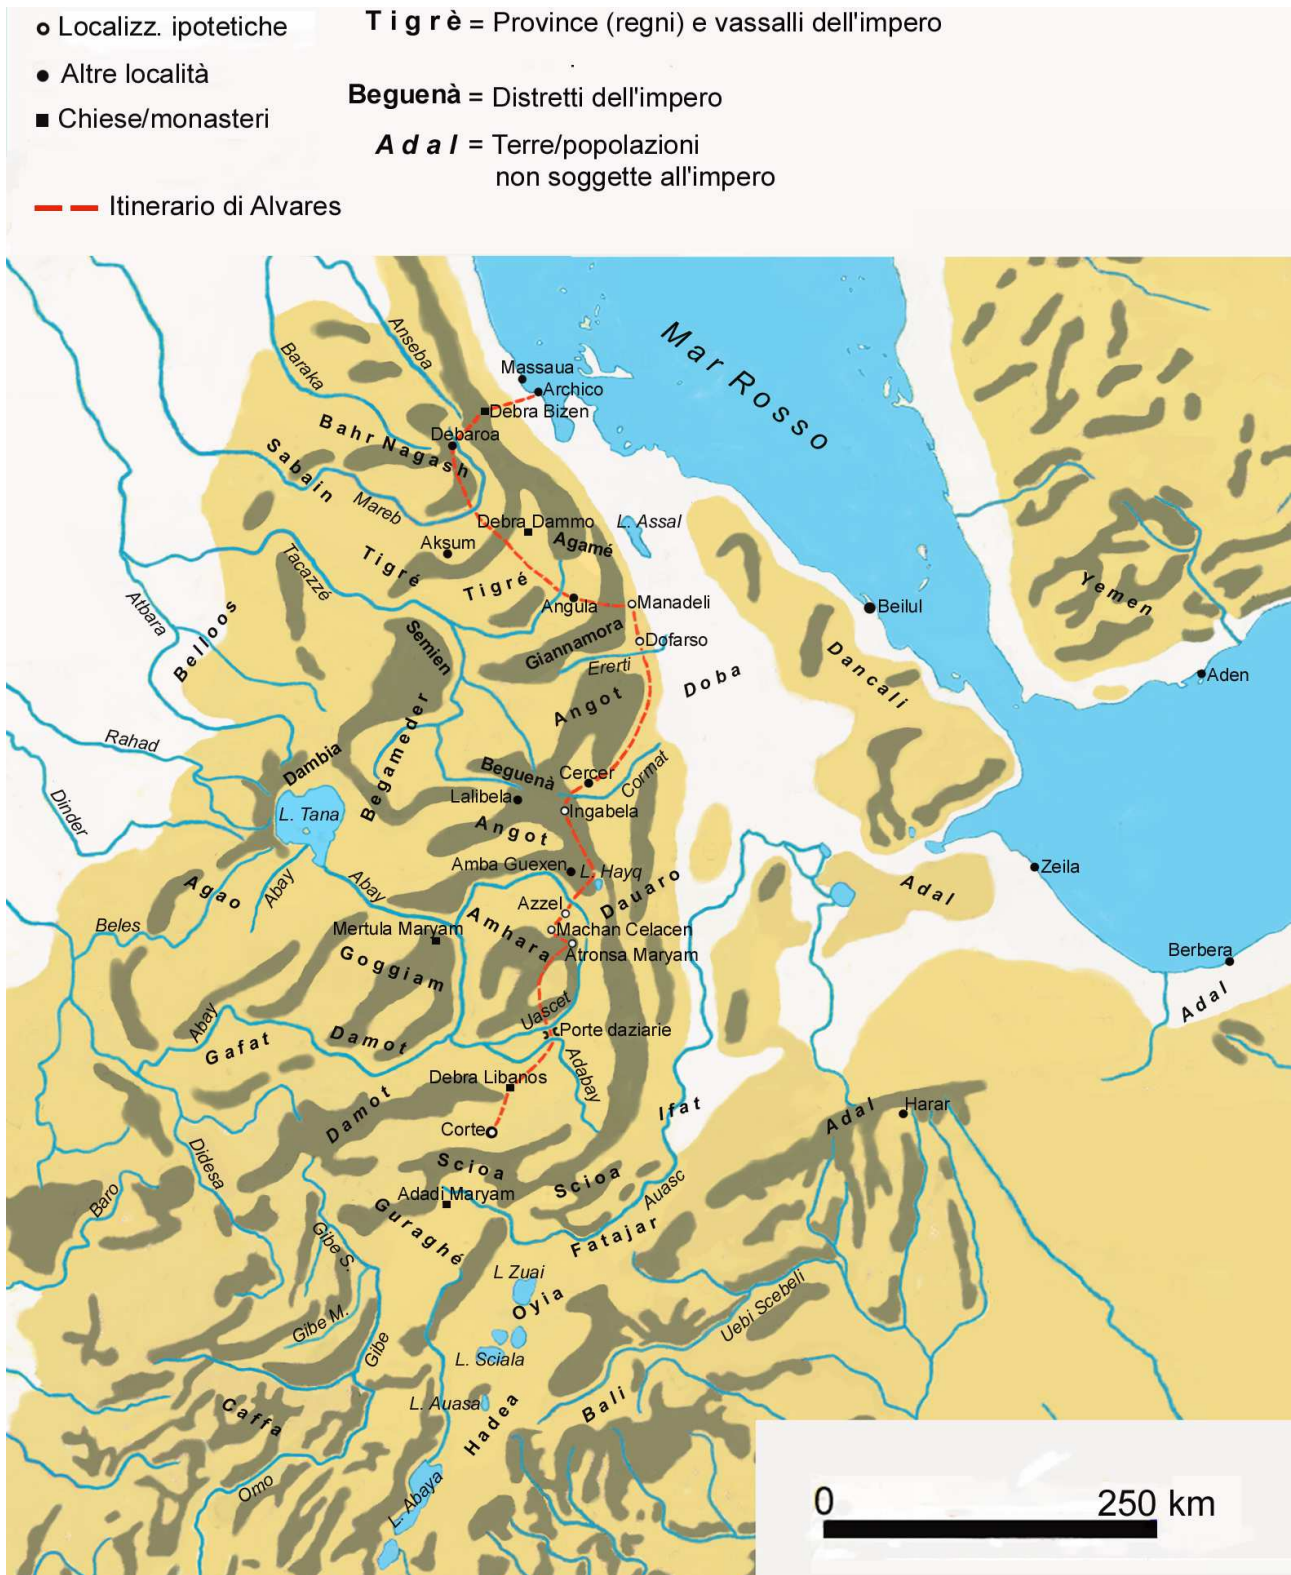 Localizz. ipotetiche
Altre località
Chiese/monasteri
Itinerario di Alvares
Tigrè = Province (regni) e vassalli dell'impero
Beguenà = Distretti dell'impero
Adal = Terre/popolazioni
non soggette all'impero
Mar Rosso
Anseba
Baraka
Massaua
Archico
Debra Bizen
Bahr Nagash
Debaroa
Sabain
Mareb
Debra Dammo
L. Assal
Aksum
Agamé
Tacazzé
Tigré
Tigré
Angula
Manadeli
Beilul
Yemen
Atbara
Belloos
Semien
Giannamora
Dofarso
Ererti
Doba
Dancali
Aden
Angot
Rahad
Dambia
Begameder
Beguenà
Cercer
Cormat
Dinder
L. Tana
Lalibela
Ingabela
Angot
Amba Guexen
L. Hayq
Zeila
Agao
Abay
Abay
Dauaro
Adal
Azzel
Beles
Mertula Maryam
Amhara
Machan Celacen
Atronsa Maryam
Berbera
Goggiam
Adal
Abay
Uascet
Gafat
Damot
Porte daziarie
Adabay
Debra Libanos
Damot
Ifat
Adal
Harar
Corte
Didesa
Scioa
Scioa
Auasc
Baro
Adadi Maryam
Guraghé
Fatajar
Gibe S.
L Zuai
Oyia
Gibe M.
Gibe
Uebi Scebeli
L. Sciala
L. Auasa
Hadea
Bali
Caffa
Omo
L. Abaya
0 250 km